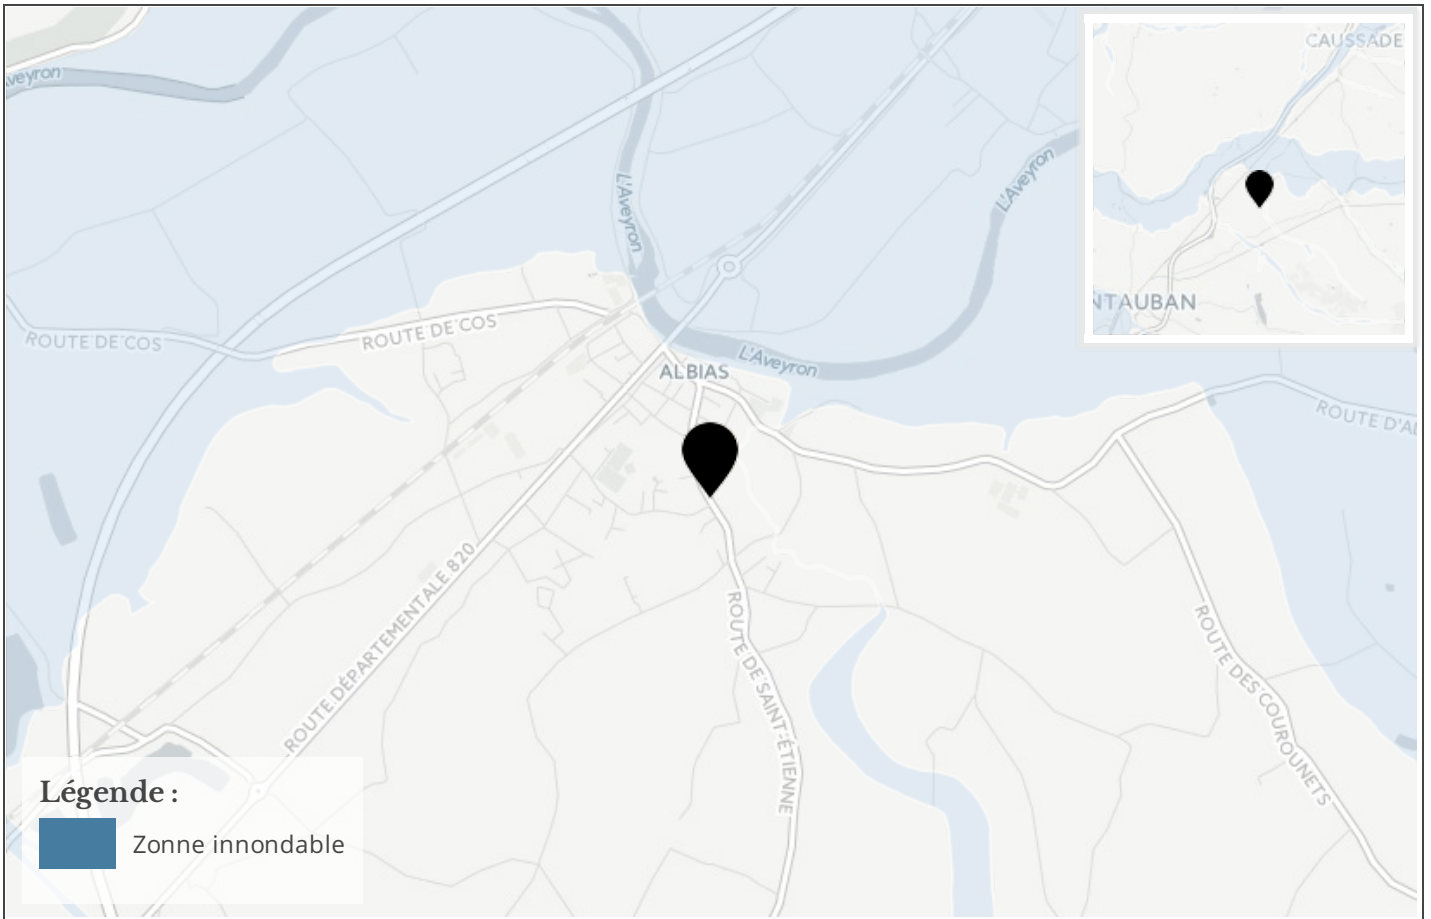 CAUSSADE
NTAUBAN
veyron
L'Aveyron
L'Aveyron
L'Aveyron
ROUTE DE COS
ROUTE DE COS
ALBIAS
ROUTE D'AL
ROUTE DÉPARTEMENTALE 820
ROUTE DE SAINT-ÉTIENNE
ROUTE DES COUROUNETS
Légende :
Zonne innondable